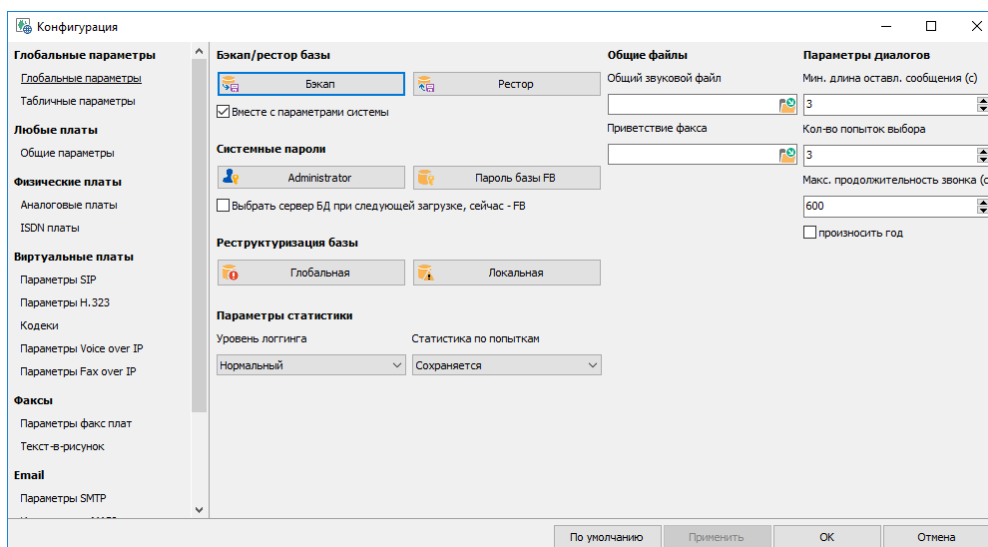 Конфигурация
Глобальные параметры
Глобальные параметры
Табличные параметры
Любые платы
Общие параметры
Физические платы
Аналоговые платы
ISDN платы
Виртуальные платы
Параметры SIP
Параметры H.323
Кодеки
Параметры Voice over IP
Параметры Fax over IP
Факсы
Параметры факс плат
Текст-в-рисунок
Email
Параметры SMTP
Бэкап/рестор базы
Бэкап
Рестор
Вместе с параметрами системы
Системные пароли
Administrator
Пароль базы FB
Выбрать сервер БД при следующей загрузке, сейчас - FB
Реструктуризация базы
Глобальная
Локальная
Параметры статистики
Уровень логгинга
Статистика по попыткам
Нормальный
Сохраняется
Общие файлы
Общий звуковой файл
Приветствие факса
Параметры диалогов
Мин. длина оставл. сообщения (с)
3
Кол-во попыток выбора
3
Макс. продолжительность звонка (с
600
произносить год
По умолчанию
Применить
OK
Отмена